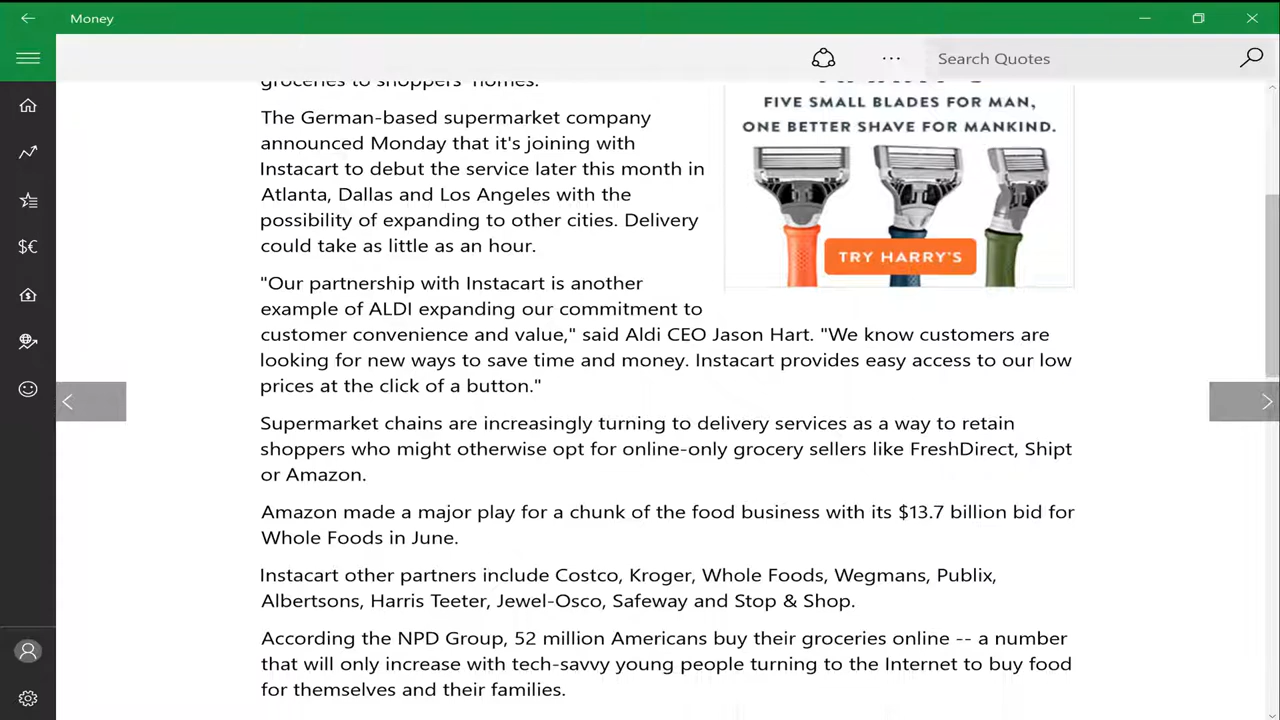 Money
Search Quotes
groceries to shoppers' homes.
The German-based supermarket company
announced Monday that it's joining with
Instacart to debut the service later this month in
Atlanta, Dallas and Los Angeles with the
possibility of expanding to other cities. Delivery
could take as little as an hour.
FIVE SMALL BLADES FOR MAN,
ONE BETTER SHAVE FOR MANKIND.
TRY HARRY'S
"Our partnership with Instacart is another
example of ALDI expanding our commitment to
customer convenience and value," said Aldi CEO Jason Hart. "We know customers are
looking for new ways to save time and money. Instacart provides easy access to our low
prices at the click of a button."
Supermarket chains are increasingly turning to delivery services as a way to retain
shoppers who might otherwise opt for online-only grocery sellers like FreshDirect, Shipt
or Amazon.
Amazon made a major play for a chunk of the food business with its $13.7 billion bid for
Whole Foods in June.
Instacart other partners include Costco, Kroger, Whole Foods, Wegmans, Publix,
Albertsons, Harris Teeter, Jewel-Osco, Safeway and Stop & Shop.
According the NPD Group, 52 million Americans buy their groceries online -- a number
that will only increase with tech-savvy young people turning to the Internet to buy food
for themselves and their families.